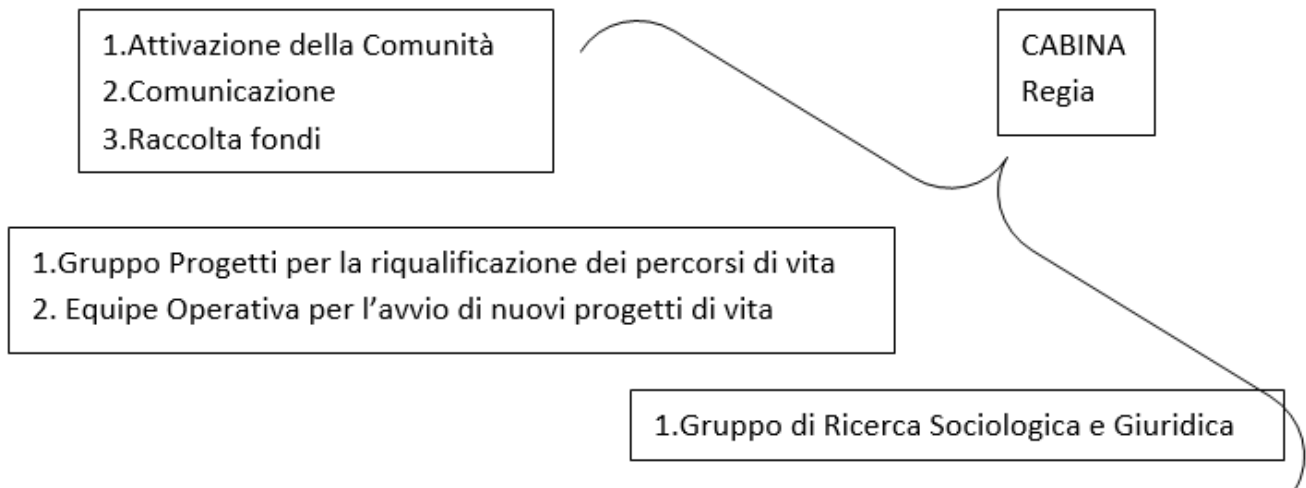 1.Attivazione della Comunità
2.Comunicazione
3.Raccolta fondi
CABINA
Regia
1.Gruppo Progetti per la riqualificazione dei percorsi di vita
2. Equipe Operativa per l’avvio di nuovi progetti di vita
1.Gruppo di Ricerca Sociologica e Giuridica